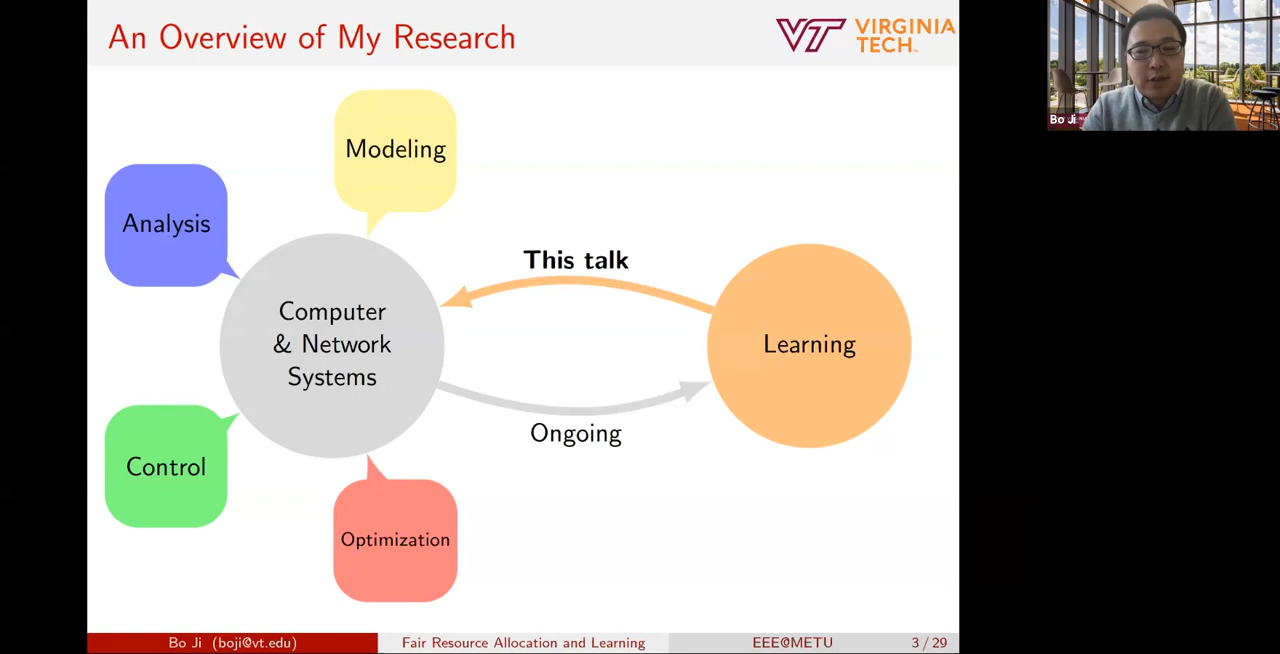 An Overview of My Research
VIRGINIA
TECH
Bo Ji
Modeling
Analysis
This talk
Computer
& Network
Systems
Learning
Ongoing
Control
Optimization
Bo Ji (boji@vt.edu)
Fair Resource Allocation and Learning
EEE@METU
3 / 29